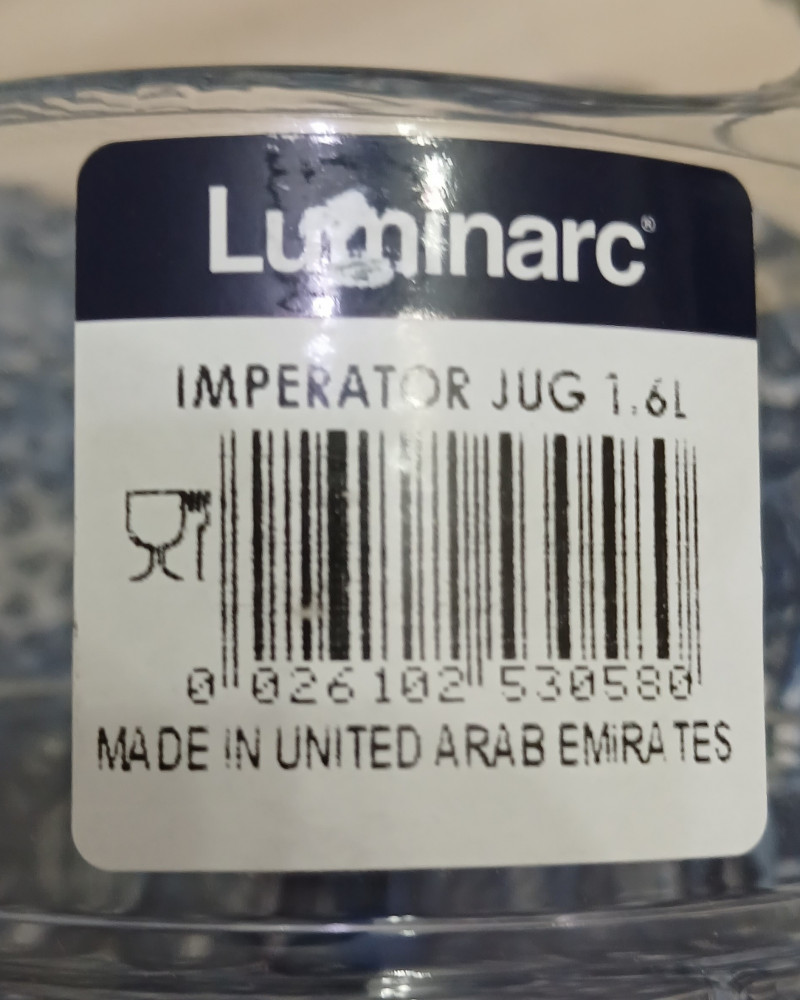 Luminarc®
IMPERATOR JUG 1.6L
0 026102 530580
MADE IN UNITED ARAB EMIRATES